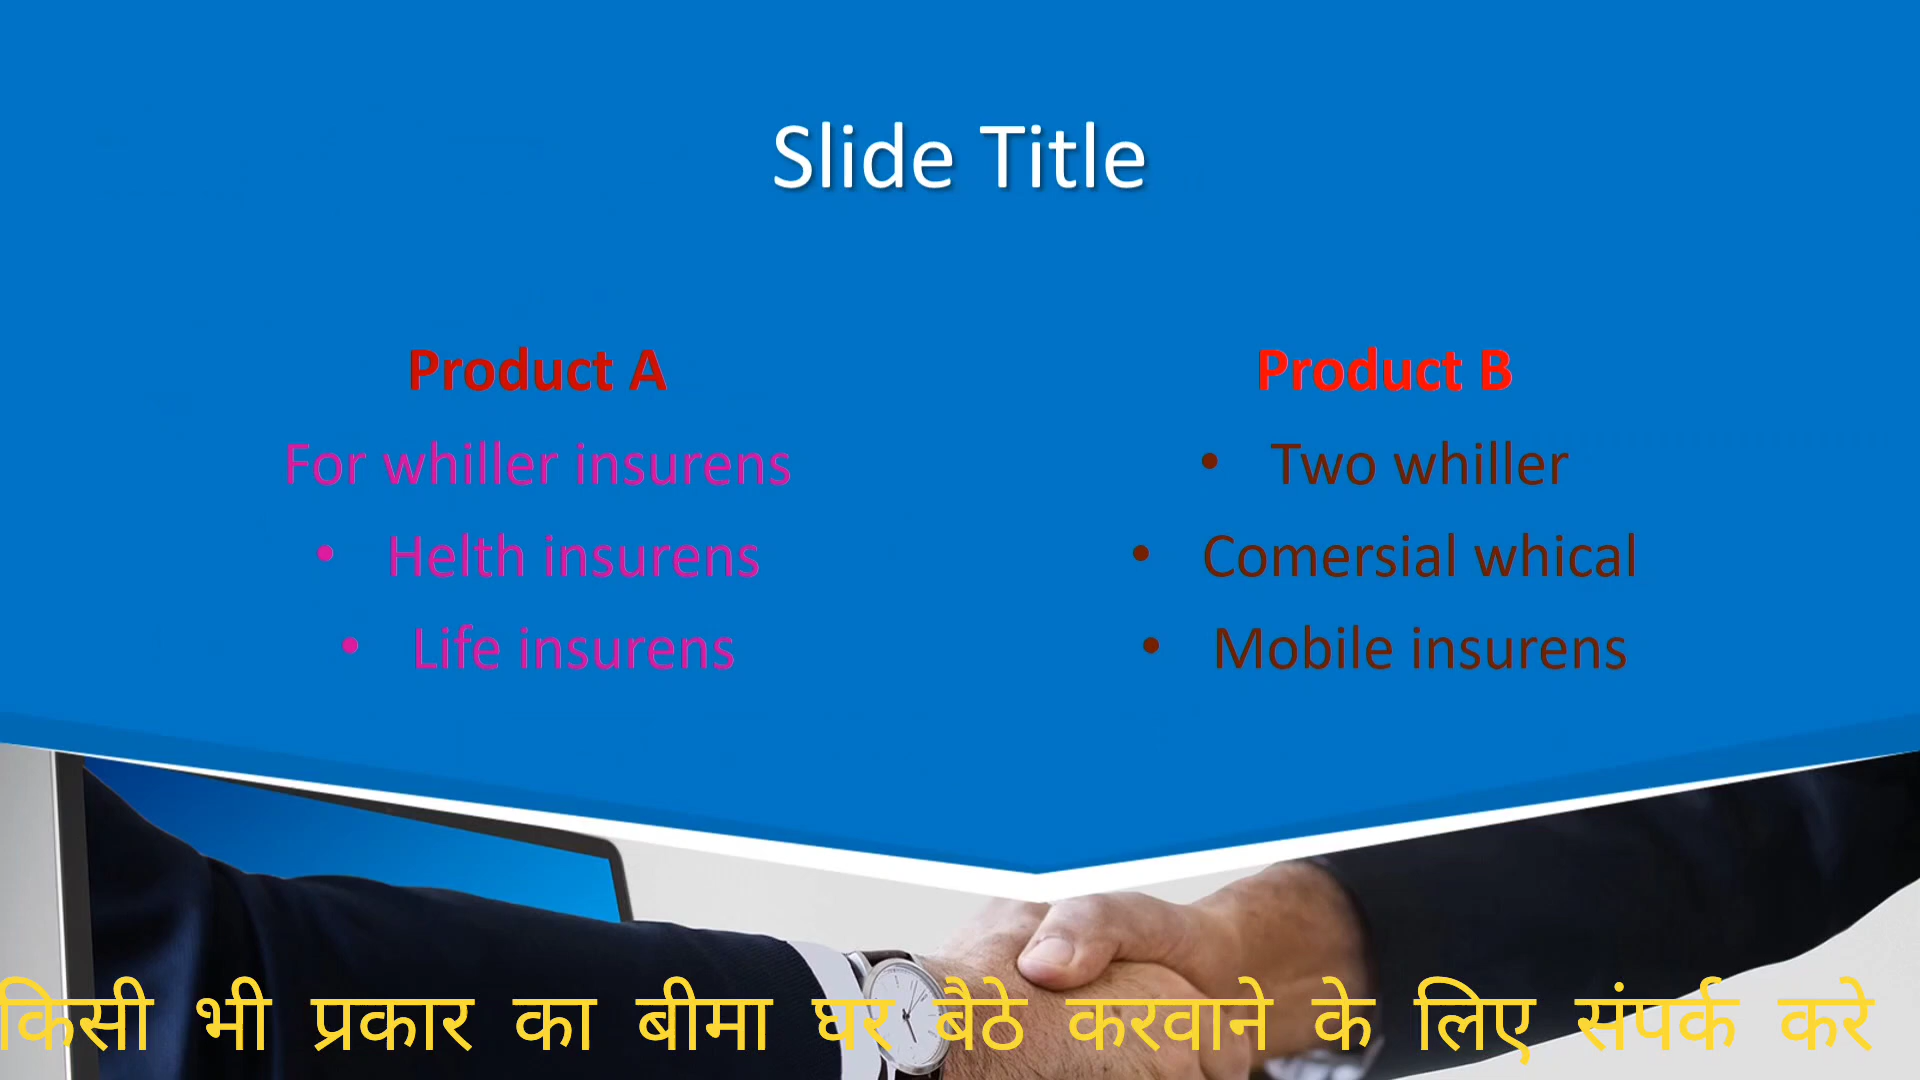 Slide Title
Product A
For whiller insurens
• Helth insurens
• Life insurens
Product B
• Two whiller
• Comersial whical
• Mobile insurens
किसी भी प्रकार का बीमा घर बैठे करवाने के लिए संपर्क करे